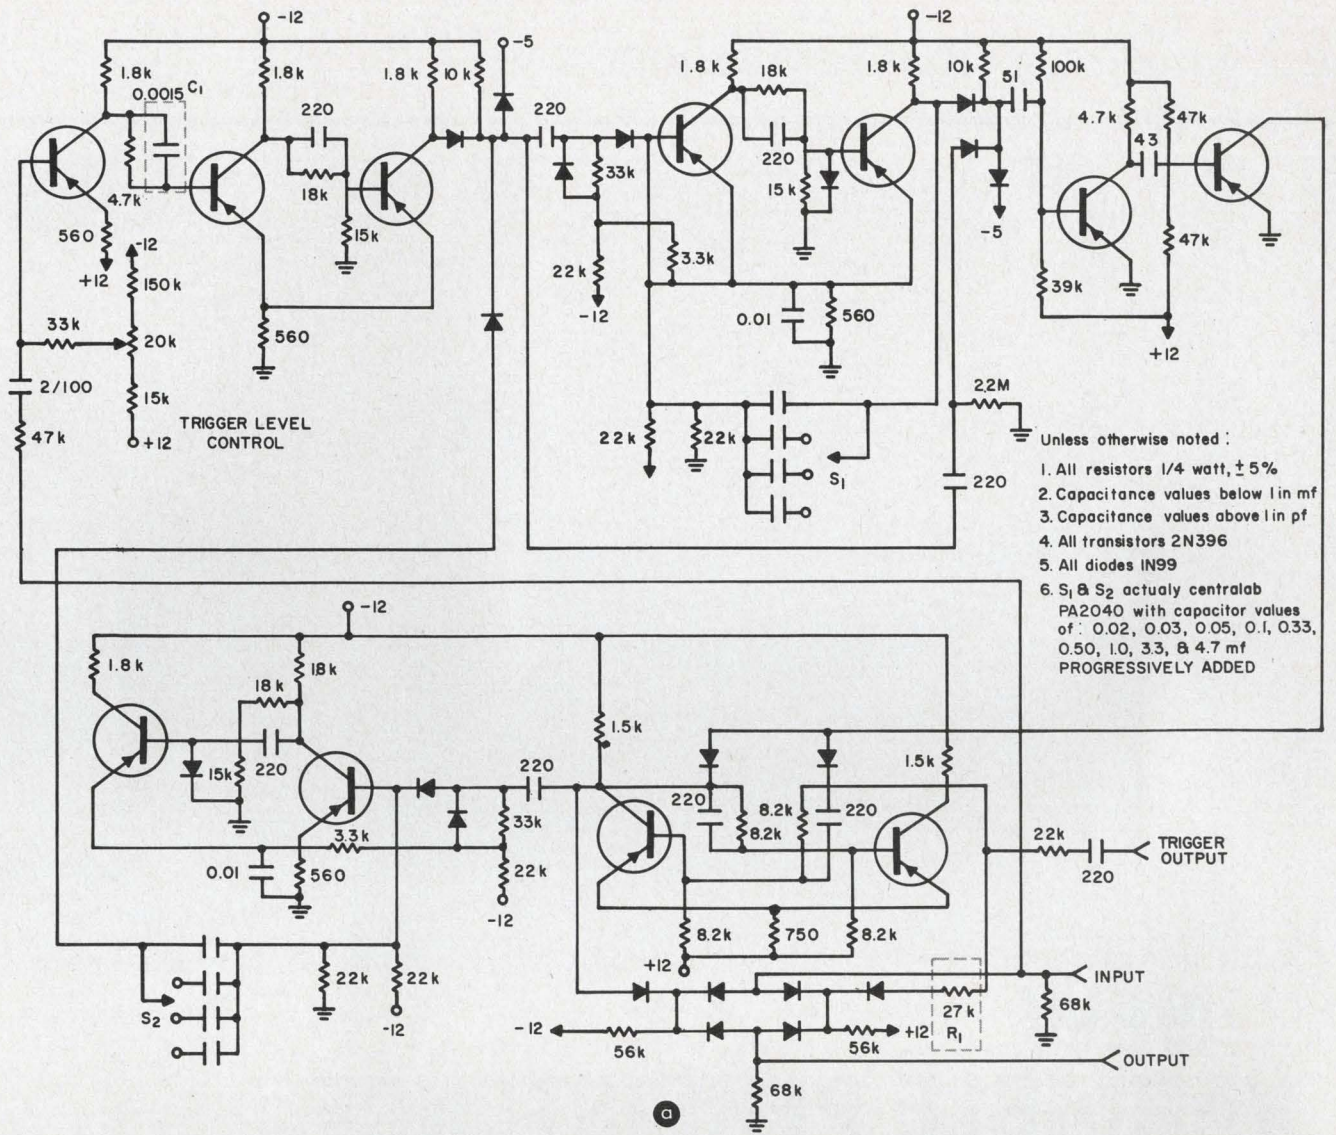 -12
-12
-5
1.8k
1.8k
1.8k
10k
1.8k
18k
1.8k
10k
51
100k
0.0015 C1
220
220
4.7k
43
47k
220
4.7k
18k
33k
15k
560
-12
15k
3.3k
-5
47k
+12
150k
22k
39k
-12
0.01
560
560
33k
20k
+12
2/100
15k
2.2M
47k
+12
TRIGGER LEVEL
CONTROL
22k
22k
S1
220
Unless otherwise noted :
1. All resistors 1/4 watt, ± 5%
2. Capacitance values below 1 in mf
3. Capacitance values above 1 in pf
4. All transistors 2N396
5. All diodes IN99
6. S1 & S2 actualy centralab
PA2040 with capacitor values
of : 0.02, 0.03, 0.05, 0.1, 0.33,
0.50, 1.0, 3.3, & 4.7 mf
PROGRESSIVELY ADDED
-12
1.8k
1.8k
18k
1.5k
1.5k
15k
220
220
220
8.2k
8.2k
220
33k
3.3k
22k
TRIGGER
OUTPUT
0.01
560
22k
220
-12
8.2k
750
8.2k
+12
INPUT
22k
22k
68k
S2
-12
27k
R1
-12
56k
56k
+12
OUTPUT
68k
a